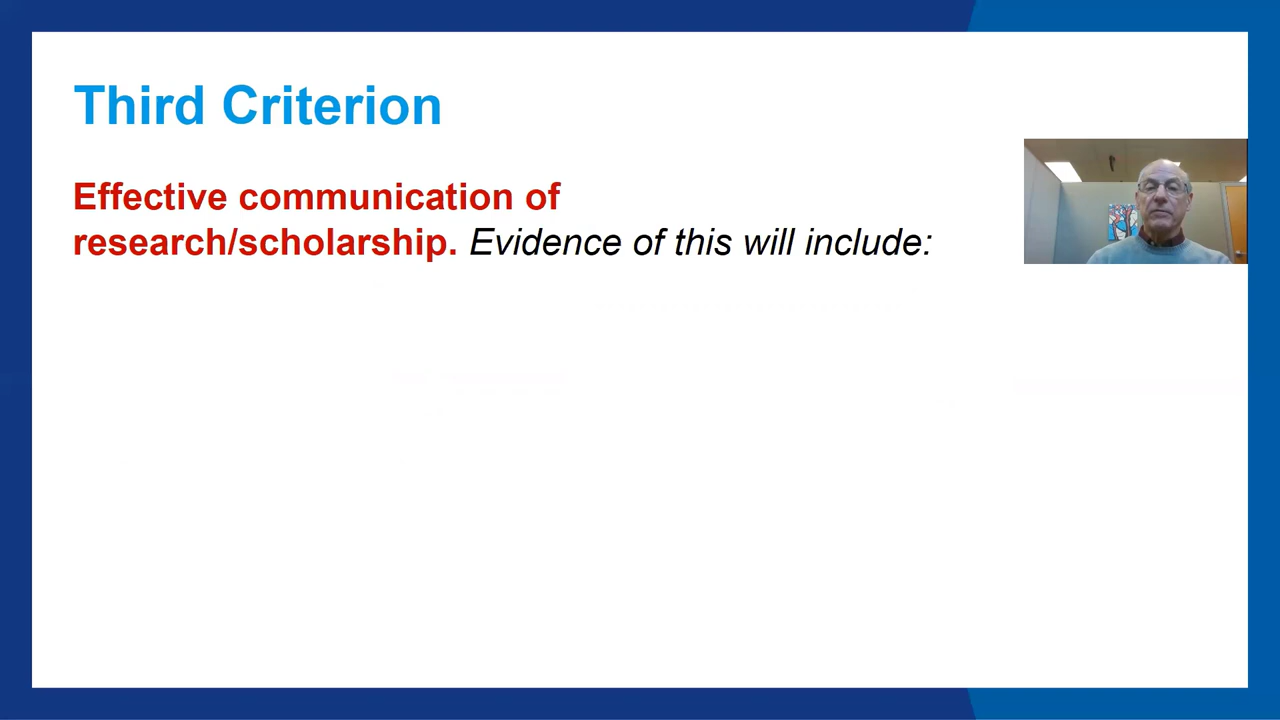 Third Criterion
Effective communication of
research/scholarship. Evidence of this will include: